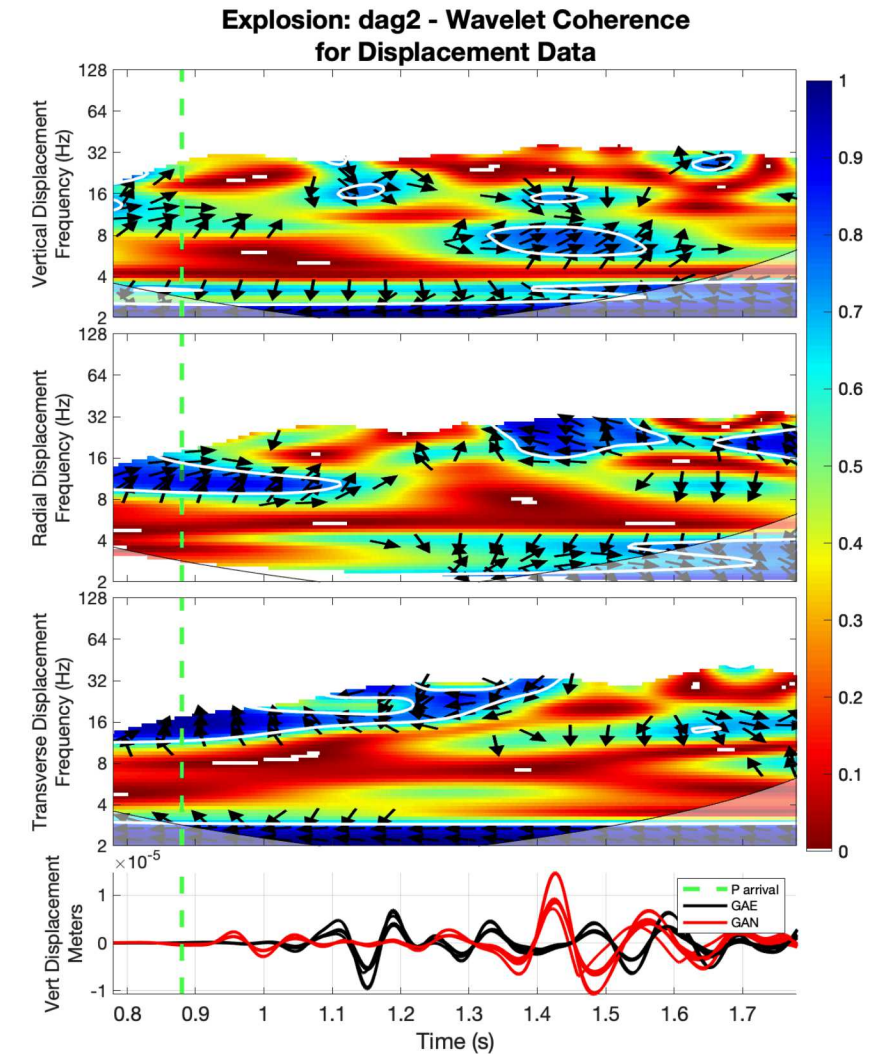 Explosion: dag2 - Wavelet Coherence
for Displacement Data
Vertical Displacement
Frequency (Hz)
128
64
32
16
8
4
2
Radial Displacement
Frequency (Hz)
128
64
32
16
8
4
2
Transverse Displacement
Frequency (Hz)
128
64
32
16
8
4
2
1
0.9
0.8
0.7
0.6
0.5
0.4
0.3
0.2
0.1
0
Vert Displacement
Meters
×10-5
1
0
-1
P arrival
GAE
GAN
0.8 0.9 1 1.1 1.2 1.3 1.4 1.5 1.6 1.7
Time (s)